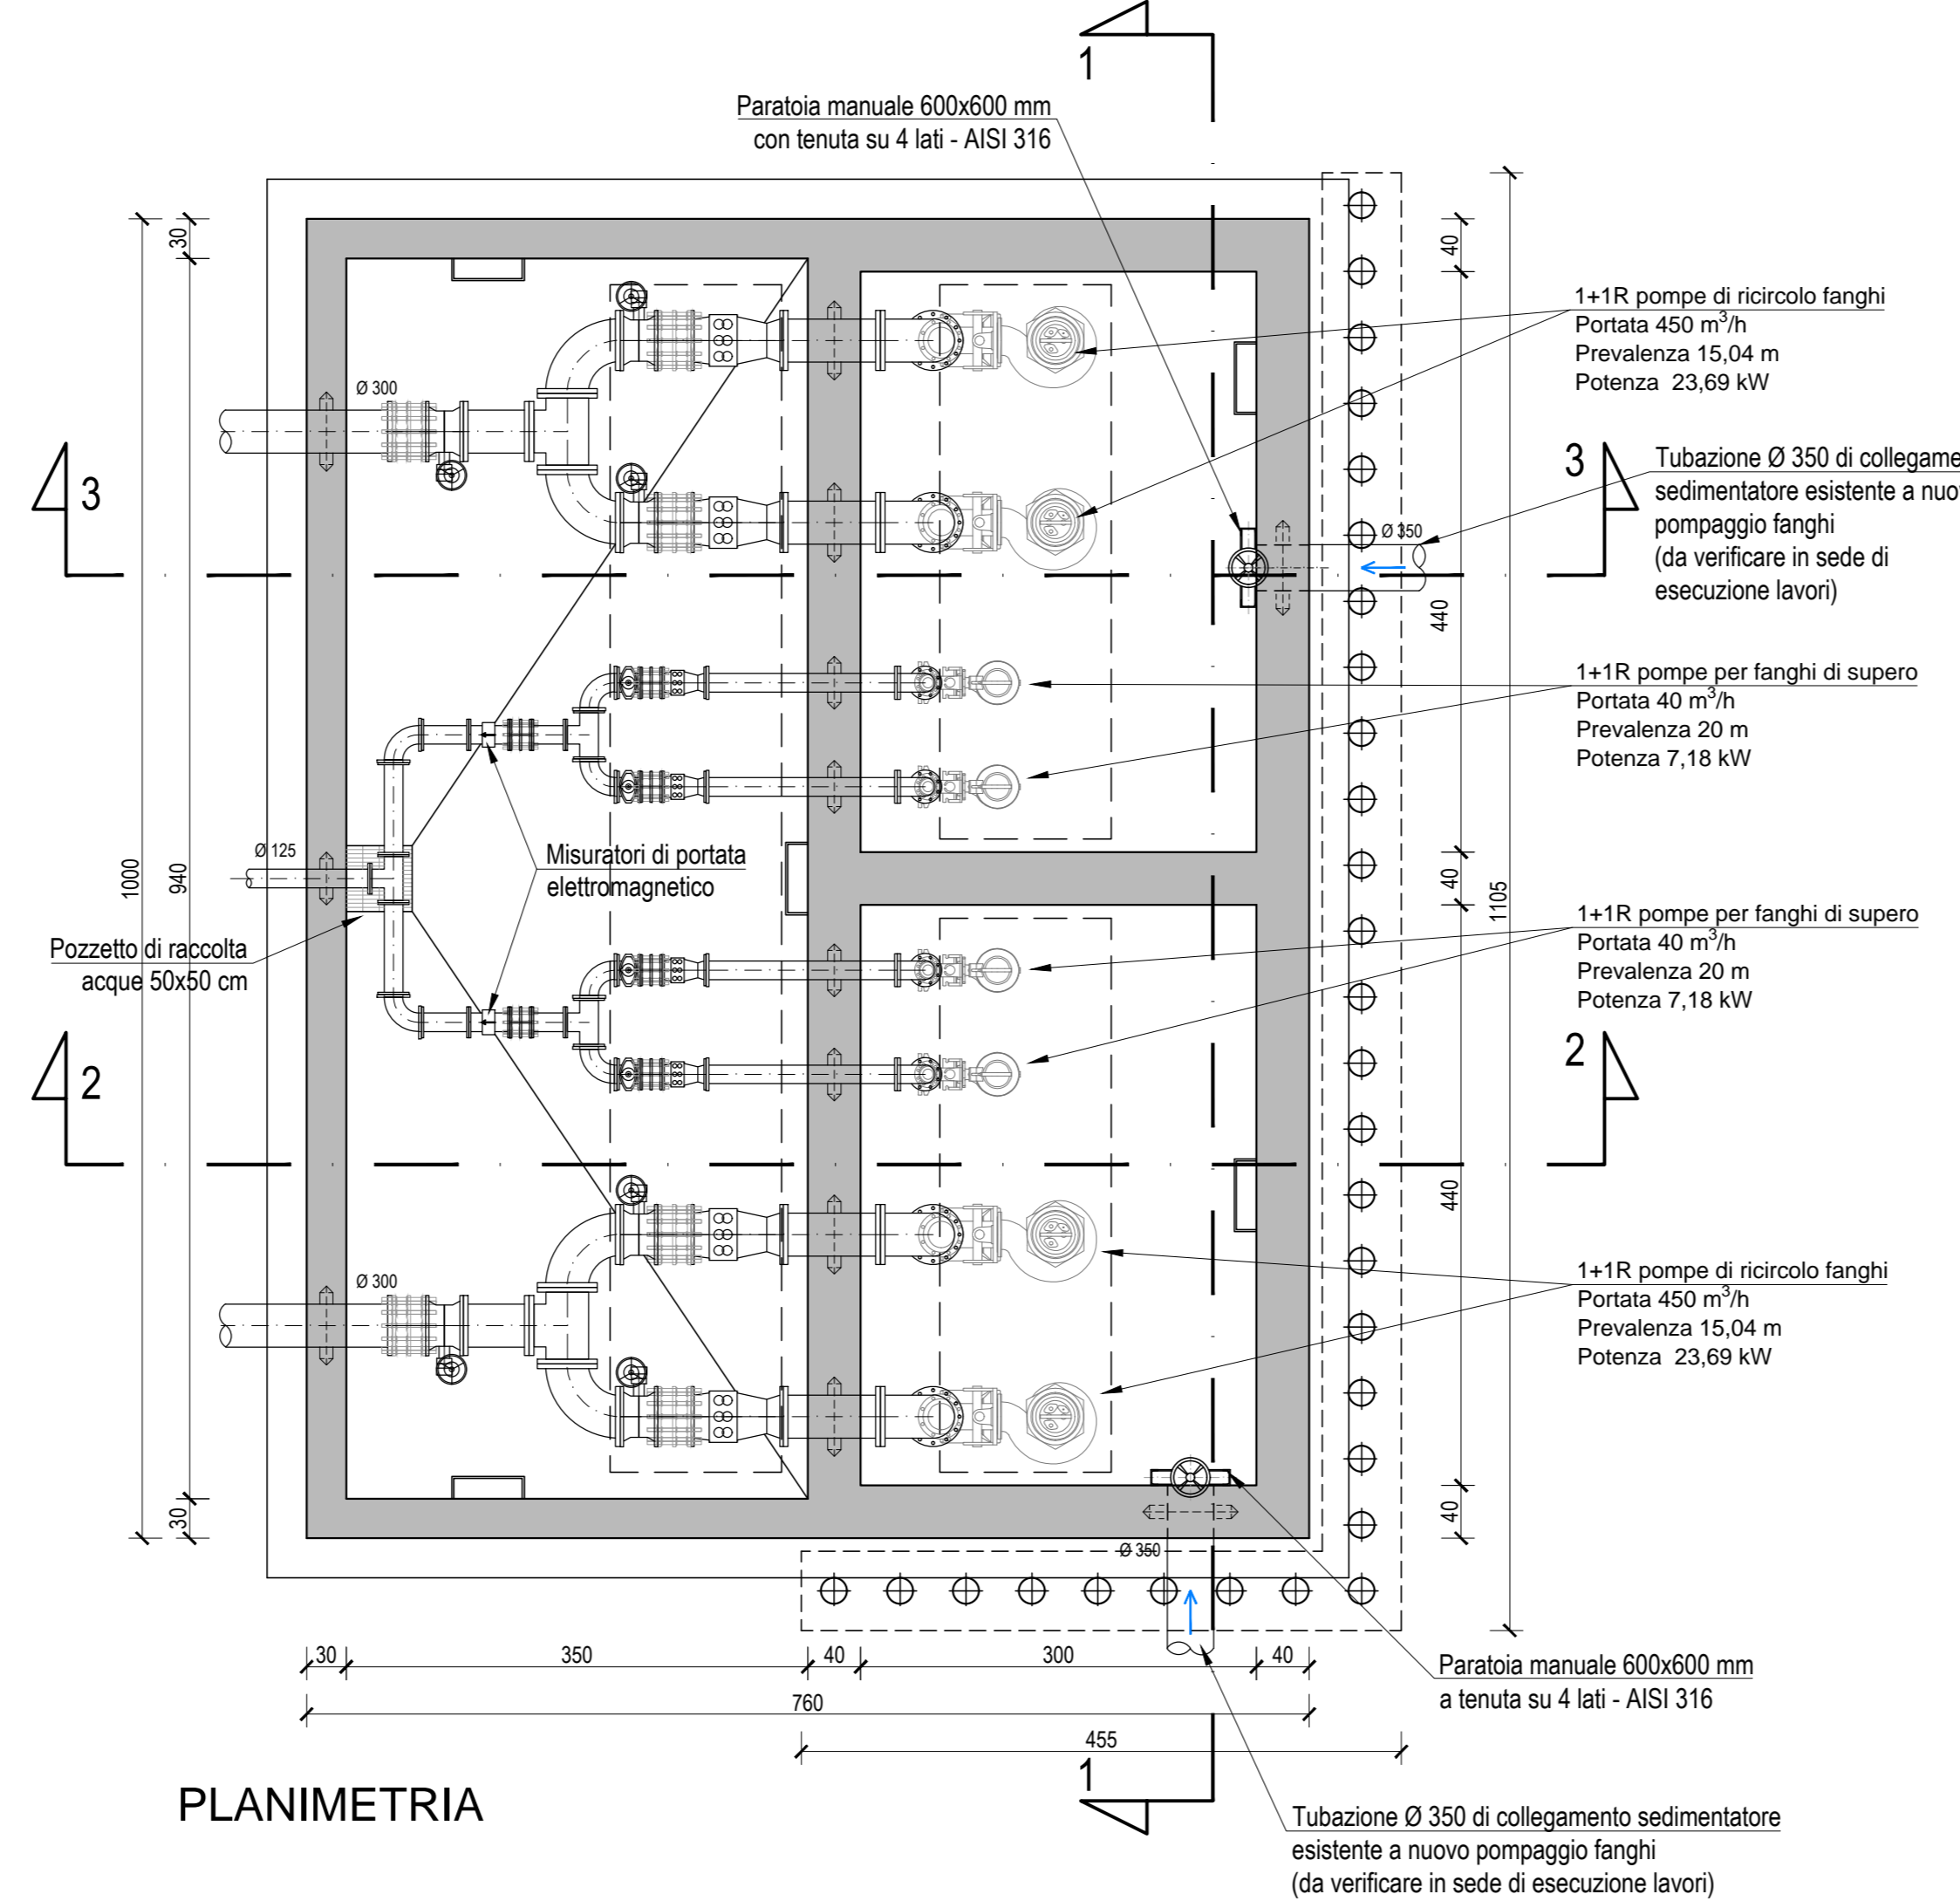 1
Paratoia manuale 600x600 mm
con tenuta su 4 lati - AISI 316
30
40
1+1R pompe di ricircolo fanghi
Portata 450 m³/h
Prevalenza 15,04 m
Potenza 23,69 kW
Ø 300
3
3
Tubazione Ø 350 di collegame
sedimentatore esistente a nuo
pompaggio fanghi
(da verificare in sede di
esecuzione lavori)
Ø 350
440
1+1R pompe per fanghi di supero
Portata 40 m³/h
Prevalenza 20 m
Potenza 7,18 kW
Ø 125
Misuratori di portata
elettromagnetico
1000
940
40
1105
Pozzetto di raccolta
acque 50x50 cm
1+1R pompe per fanghi di supero
Portata 40 m³/h
Prevalenza 20 m
Potenza 7,18 kW
2
2
440
Ø 300
1+1R pompe di ricircolo fanghi
Portata 450 m³/h
Prevalenza 15,04 m
Potenza 23,69 kW
30
40
Ø 350
30
350
40
300
40
760
455
Paratoia manuale 600x600 mm
a tenuta su 4 lati - AISI 316
1
PLANIMETRIA
Tubazione Ø 350 di collegamento sedimentatore
esistente a nuovo pompaggio fanghi
(da verificare in sede di esecuzione lavori)